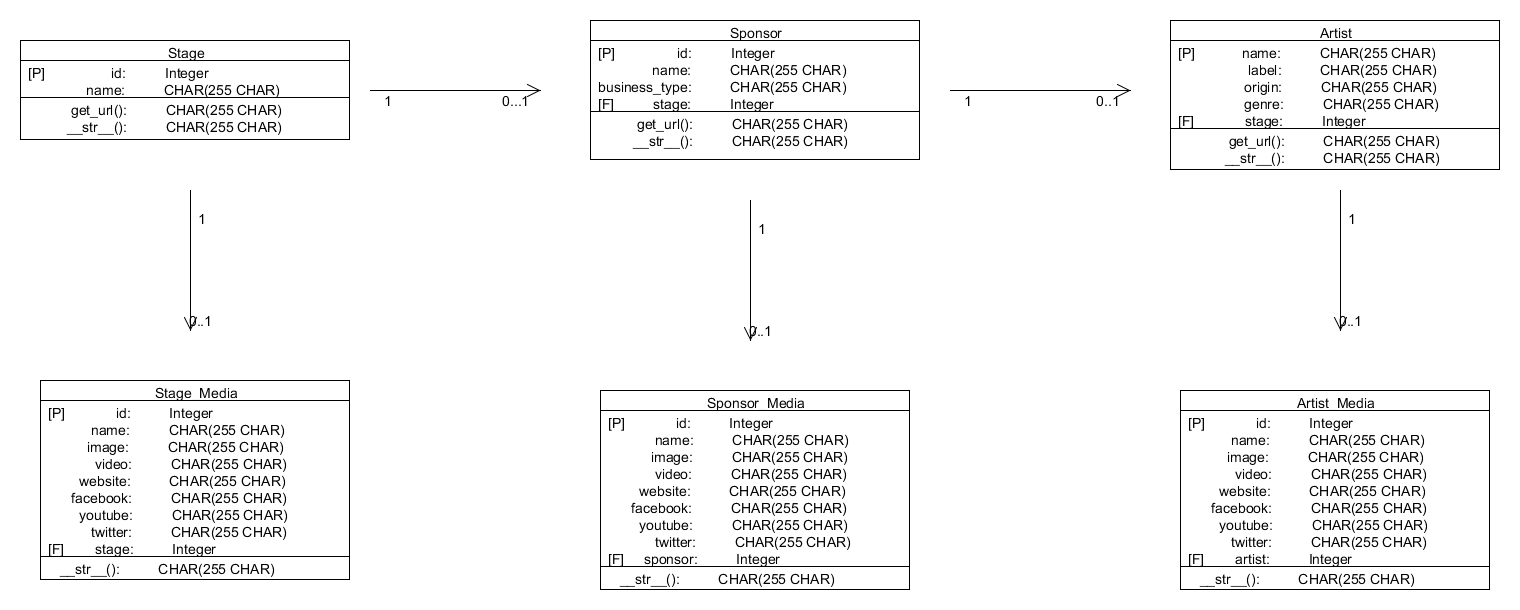 Stage
[P] id: Integer
name: CHAR(255 CHAR)
get_url(): CHAR(255 CHAR)
__str__(): CHAR(255 CHAR)
1 0...1
Sponsor
[P] id: Integer
name: CHAR(255 CHAR)
business_type: CHAR(255 CHAR)
[F] stage: Integer
get_url(): CHAR(255 CHAR)
__str__(): CHAR(255 CHAR)
1 0..1
Artist
[P] name: CHAR(255 CHAR)
label: CHAR(255 CHAR)
origin: CHAR(255 CHAR)
genre: CHAR(255 CHAR)
[F] stage: Integer
get_url(): CHAR(255 CHAR)
__str__(): CHAR(255 CHAR)
1
0..1
1
0..1
1
0..1
Stage_Media
[P] id: Integer
name: CHAR(255 CHAR)
image: CHAR(255 CHAR)
video: CHAR(255 CHAR)
website: CHAR(255 CHAR)
facebook: CHAR(255 CHAR)
youtube: CHAR(255 CHAR)
twitter: CHAR(255 CHAR)
[F] stage: Integer
__str__(): CHAR(255 CHAR)
Sponsor_Media
[P] id: Integer
name: CHAR(255 CHAR)
image: CHAR(255 CHAR)
video: CHAR(255 CHAR)
website: CHAR(255 CHAR)
facebook: CHAR(255 CHAR)
youtube: CHAR(255 CHAR)
twitter: CHAR(255 CHAR)
[F] sponsor: Integer
__str__(): CHAR(255 CHAR)
Artist_Media
[P] id: Integer
name: CHAR(255 CHAR)
image: CHAR(255 CHAR)
video: CHAR(255 CHAR)
website: CHAR(255 CHAR)
facebook: CHAR(255 CHAR)
youtube: CHAR(255 CHAR)
twitter: CHAR(255 CHAR)
[F] artist: Integer
__str__(): CHAR(255 CHAR)